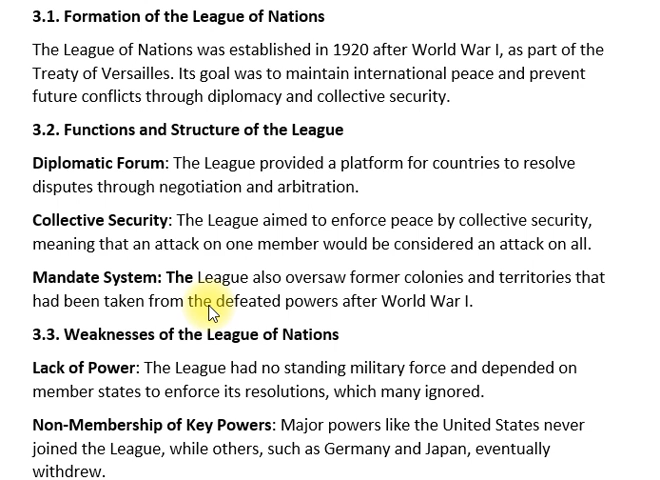 3.1. Formation of the League of Nations
The League of Nations was established in 1920 after World War I, as part of the
Treaty of Versailles. Its goal was to maintain international peace and prevent
future conflicts through diplomacy and collective security.
3.2. Functions and Structure of the League
Diplomatic Forum: The League provided a platform for countries to resolve
disputes through negotiation and arbitration.
Collective Security: The League aimed to enforce peace by collective security,
meaning that an attack on one member would be considered an attack on all.
Mandate System: The League also oversaw former colonies and territories that
had been taken from the defeated powers after World War I.
3.3. Weaknesses of the League of Nations
Lack of Power: The League had no standing military force and depended on
member states to enforce its resolutions, which many ignored.
Non-Membership of Key Powers: Major powers like the United States never
joined the League, while others, such as Germany and Japan, eventually
withdrew.